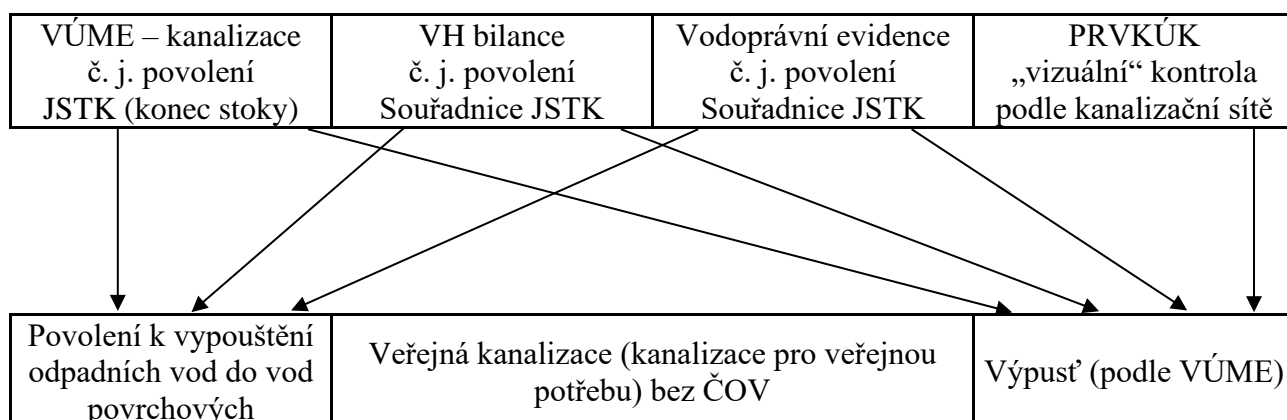 VÚME – kanalizace
č. j. povolení
JSTK (konec stoky)
VH bilance
č. j. povolení
Souřadnice JSTK
Vodoprávní evidence
č. j. povolení
Souřadnice JSTK
PRVKÚK
„vizuální“ kontrola
podle kanalizační sítě
Povolení k vypouštění
odpadních vod do vod
povrchových
Veřejná kanalizace (kanalizace pro veřejnou
potřebu) bez ČOV
Výpusť (podle VÚME)